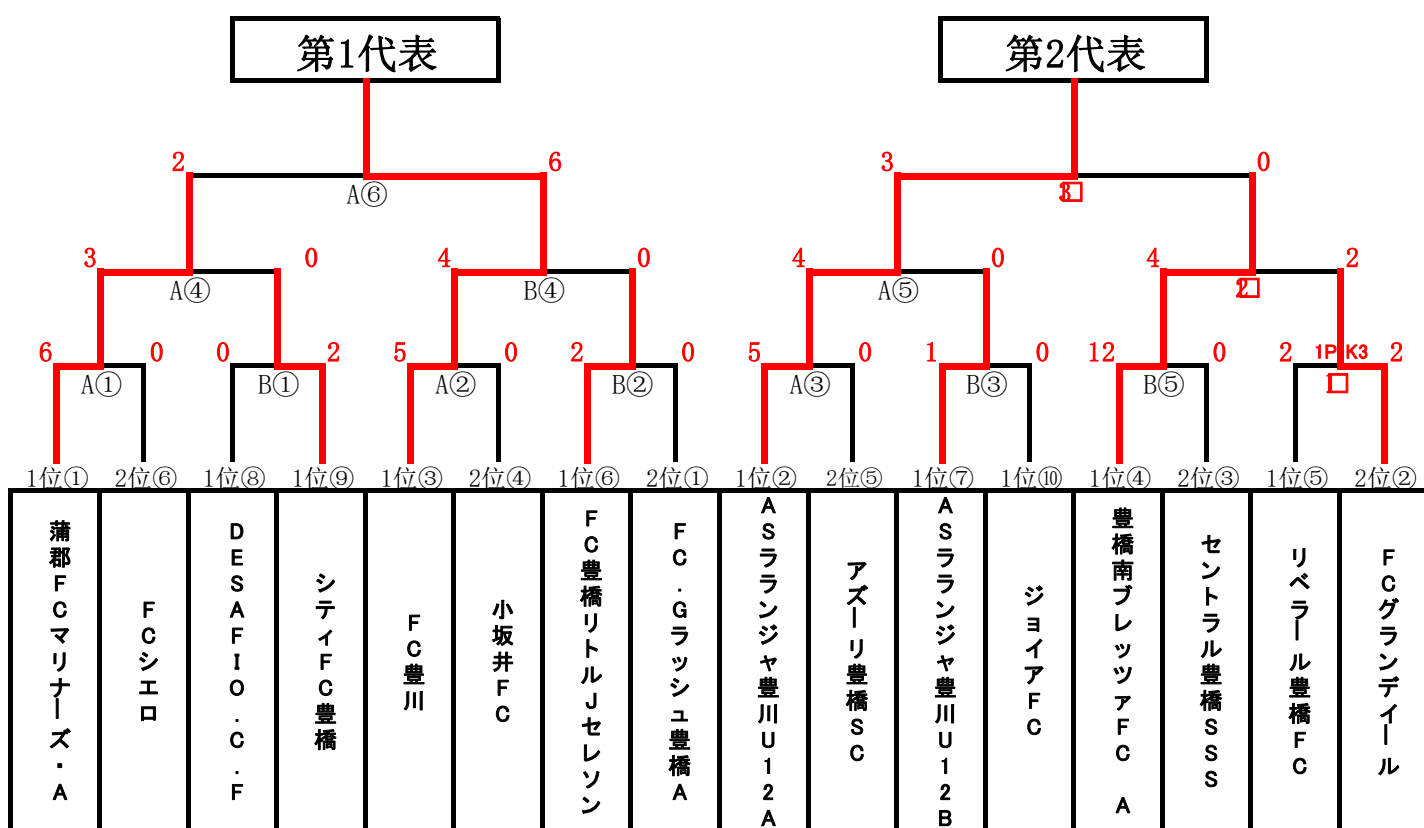 第1代表
第2代表
2 6 3 0
A⑥ 3
3 0 4 0 4 0 4 2
A④ B④ A⑤ 2
6 0 0 2 5 0 2 0 5 0 1 0 12 0 2 1PK3 2
A① B① A② B② A③ B③ B⑤ 1
1位① 2位⑥ 1位⑧ 1位⑨ 1位③ 2位④ 1位⑥ 2位① 1位② 2位⑤ 1位⑦ 1位⑩ 1位④ 2位③ 1位⑤ 2位②
蒲郡FCマリナーズ・A
FCシエロ
DESAFIO.C.F
シティFC豊橋
FC豊川
小坂井FC
FC豊橋リトルJセレソン
FC.Gラッシュ豊橋A
ASラランジャ豊川U12A
アズーリ豊橋SC
ASラランジャ豊川U12B
ジョイアFC
豊橋南ブレッツァFC A
セントラル豊橋SSS
リベラール豊橋FC
FCグランデイール